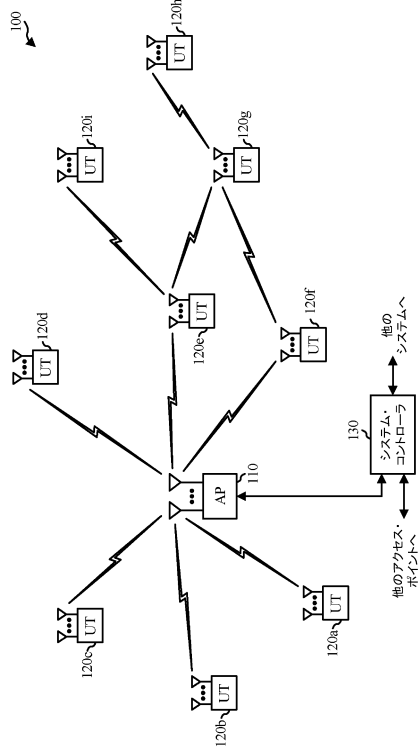 100
UT
120h
UT
120i
UT
120g
UT
120d
UT
120e
UT
120f
AP
110
130
システム・
コントローラ
他の
システムへ
他のアクセス・
ポイントへ
UT
120c
UT
120b
UT
120a